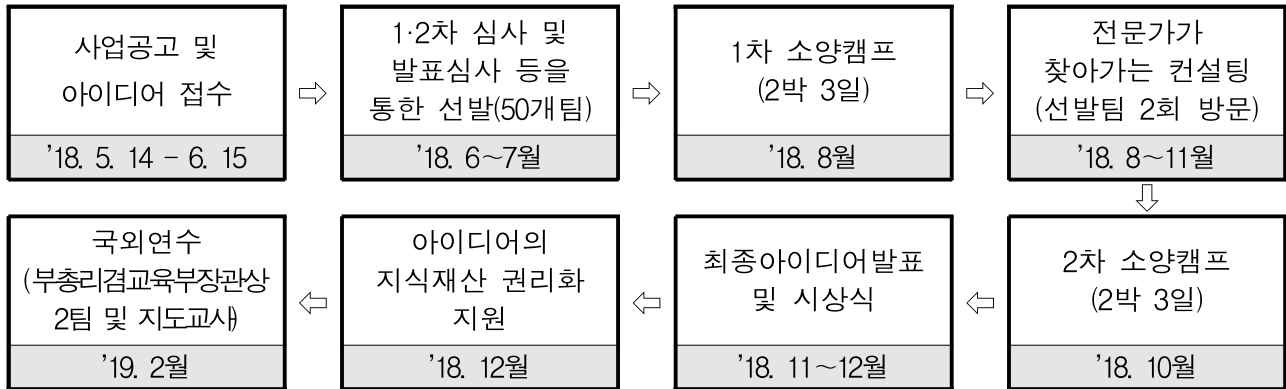 사업공고 및
아이디어 접수
'18. 5. 14 - 6. 15
⇨
1·2차 심사 및
발표심사 등을
통한 선발(50개팀)
'18. 6~7월
⇨
1차 소양캠프
(2박 3일)
'18. 8월
⇨
전문가가
찾아가는 컨설팅
(선발팀 2회 방문)
'18. 8~11월
⇩
2차 소양캠프
(2박 3일)
'18. 10월
⇦
최종아이디어발표
및 시상식
'18. 11~12월
⇦
아이디어의
지식재산 권리화
지원
'18. 12월
⇦
국외연수
(부총리겸교육부장관상
2팀 및 지도교사)
'19. 2월